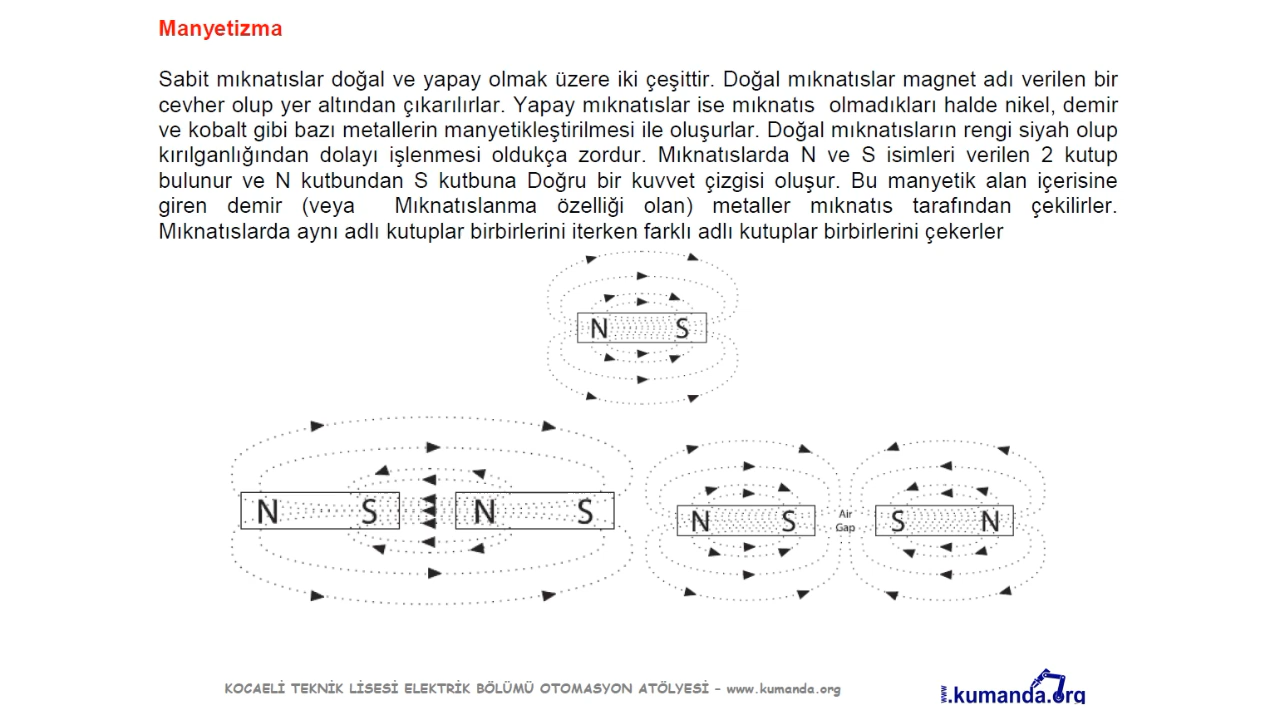 Manyetizma
Sabit mıknatıslar doğal ve yapay olmak üzere iki çeşittir. Doğal mıknatıslar magnet adı verilen bir
cevher olup yer altından çıkarılırlar. Yapay mıknatıslar ise mıknatıs olmadıkları halde nikel, demir
ve kobalt gibi bazı metallerin manyetikleştirilmesi ile oluşurlar. Doğal mıknatısların rengi siyah olup
kırılganlığından dolayı işlenmesi oldukça zordur. Mıknatıslarda N ve S isimleri verilen 2 kutup
bulunur ve N kutbundan S kutbuna Doğru bir kuvvet çizgisi oluşur. Bu manyetik alan içerisine
giren demir (veya Mıknatıslanma özelliği olan) metaller mıknatıs tarafından çekilirler.
Mıknatıslarda aynı adlı kutuplar birbirlerini iterken farklı adlı kutuplar birbirlerini çekerler
N S
N S N S
N S Air Gap S N
KOCAELİ TEKNİK LİSESİ ELEKTRİK BÖLÜMÜ OTOMASYON ATÖLYESİ - www.kumanda.org
www.kumanda.org